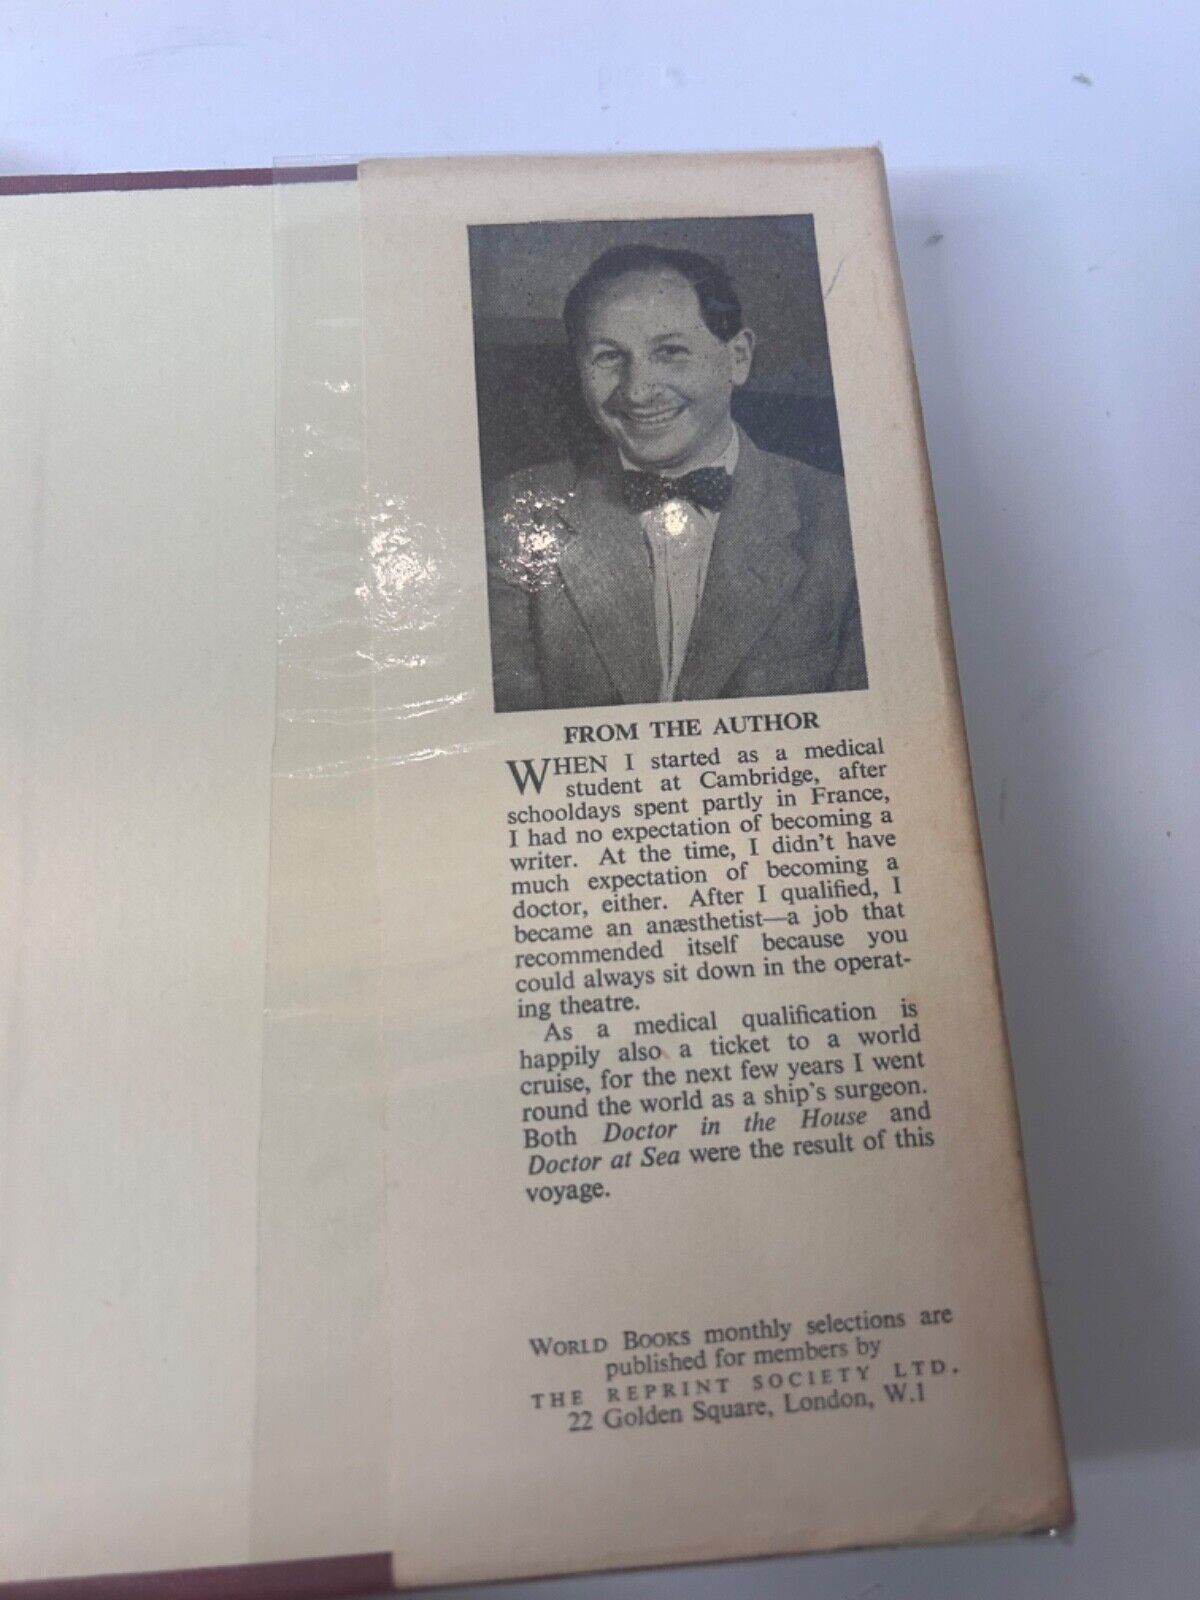 FROM THE AUTHOR
WHEN I started as a medical
student at Cambridge, after
schooldays spent partly in France,
I had no expectation of becoming a
writer. At the time, I didn't have
much expectation of becoming a
doctor, either. After I qualified, I
became an anæsthetist—a job that
recommended itself because you
could always sit down in the operat-
ing theatre.
As a medical qualification is
happily also a ticket to a world
cruise, for the next few years I went
round the world as a ship's surgeon.
Both Doctor in the House and
Doctor at Sea were the result of this
voyage.
WORLD BOOKS monthly selections are
published for members by
THE REPRINT SOCIETY LTD.
22 Golden Square, London, W.1